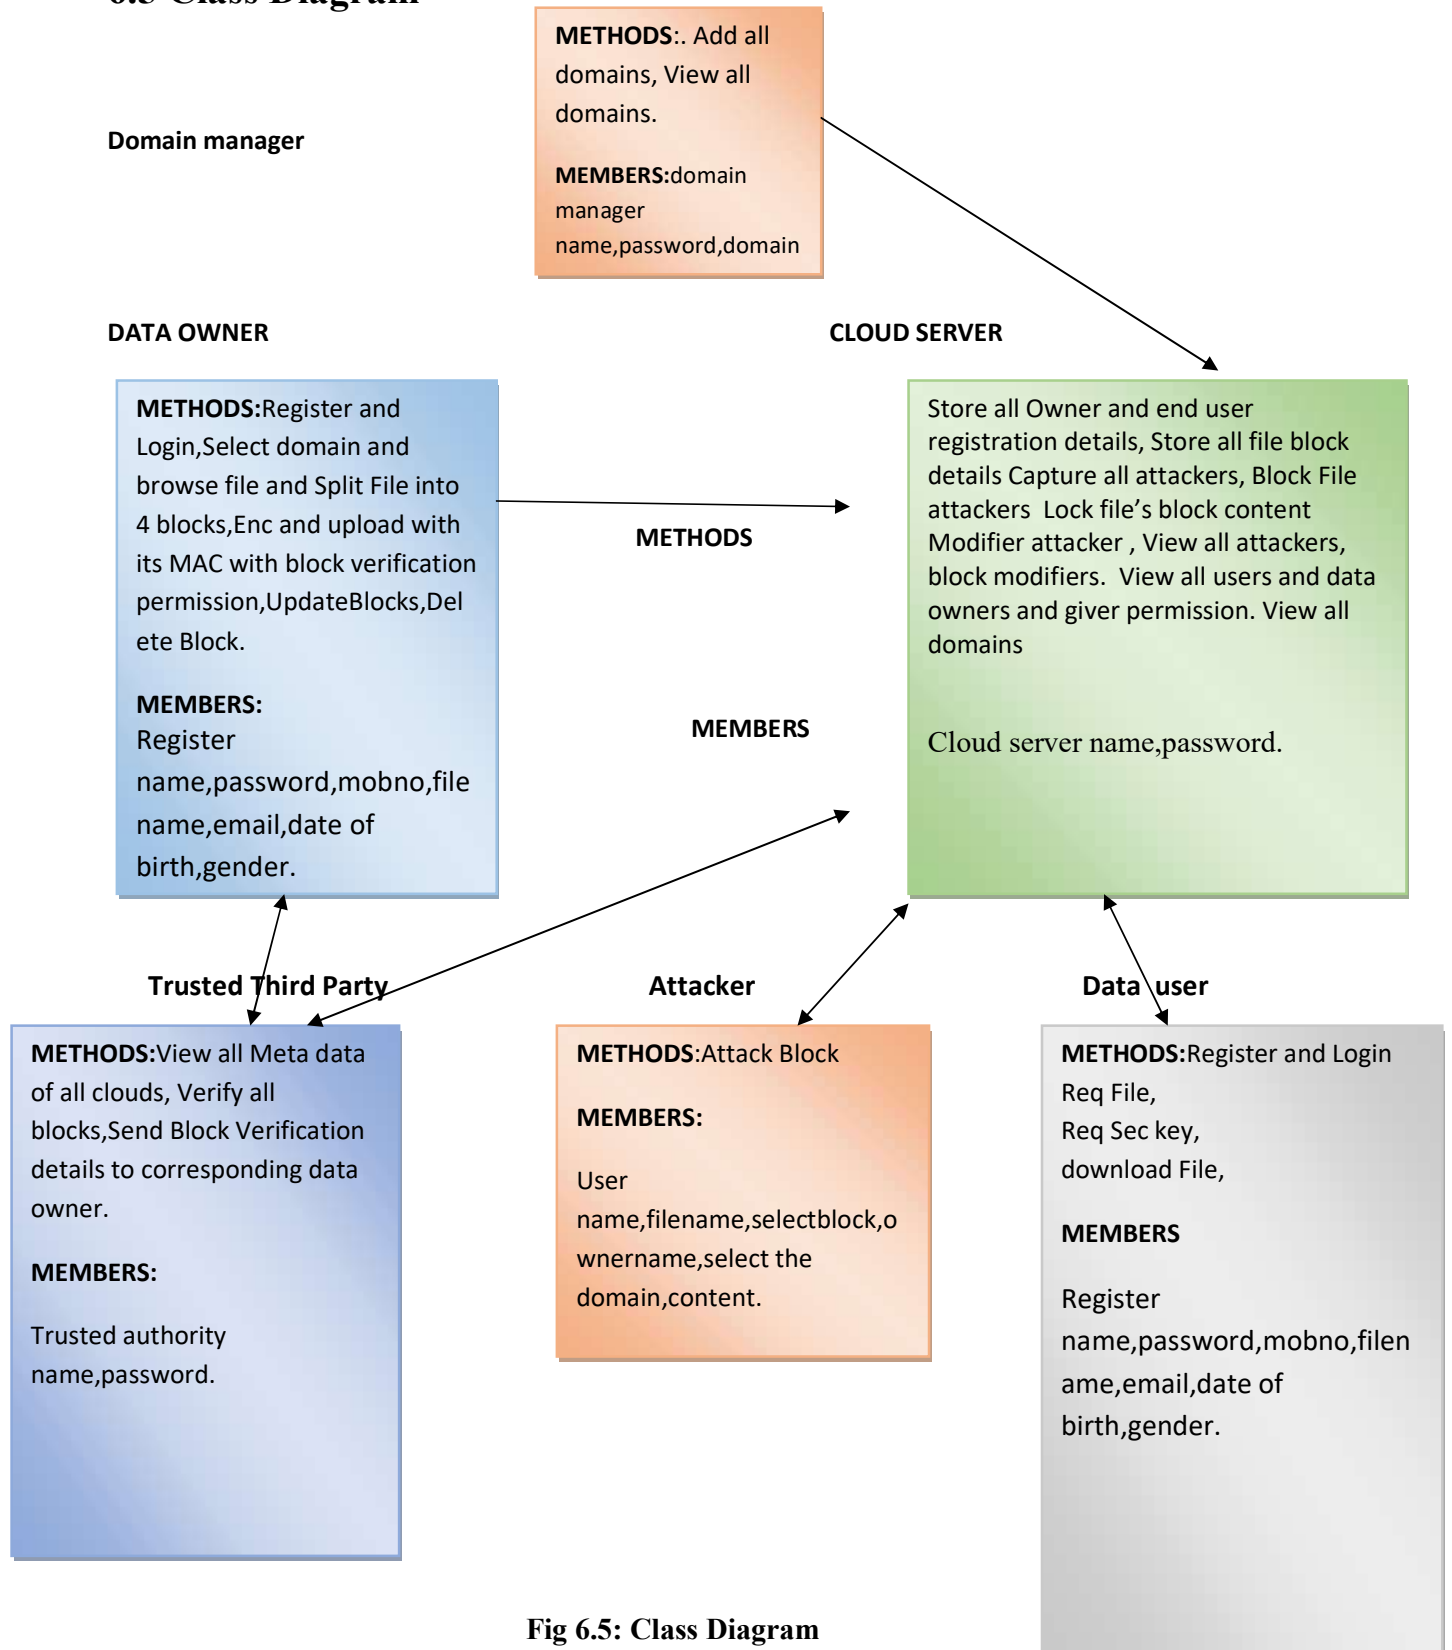 6.5 Class Diagram
METHODS:. Add all
domains, View all
domains.
MEMBERS:domain
manager
name,password,domain
Domain manager
DATA OWNER
CLOUD SERVER
METHODS:Register and
Login,Select domain and
browse file and Split File into
4 blocks,Enc and upload with
its MAC with block verification
permission,UpdateBlocks,Del
ete Block.
MEMBERS:
Register
name,password,mobno,file
name,email,date of
birth,gender.
METHODS
MEMBERS
Store all Owner and end user
registration details, Store all file block
details Capture all attackers, Block File
attackers  Lock file’s block content
Modifier attacker , View all attackers,
block modifiers.  View all users and data
owners and giver permission. View all
domains
Cloud server name,password.
Trusted Third Party
Attacker
Data  user
METHODS:View all Meta data
of all clouds, Verify all
blocks,Send Block Verification
details to corresponding data
owner.
MEMBERS:
Trusted authority
name,password.
METHODS:Attack Block
MEMBERS:
User
name,filename,selectblock,o
wnername,select the
domain,content.
METHODS:Register and Login
Req File,
Req Sec key,
download File,
MEMBERS
Register
name,password,mobno,filen
ame,email,date of
birth,gender.
Fig 6.5: Class Diagram